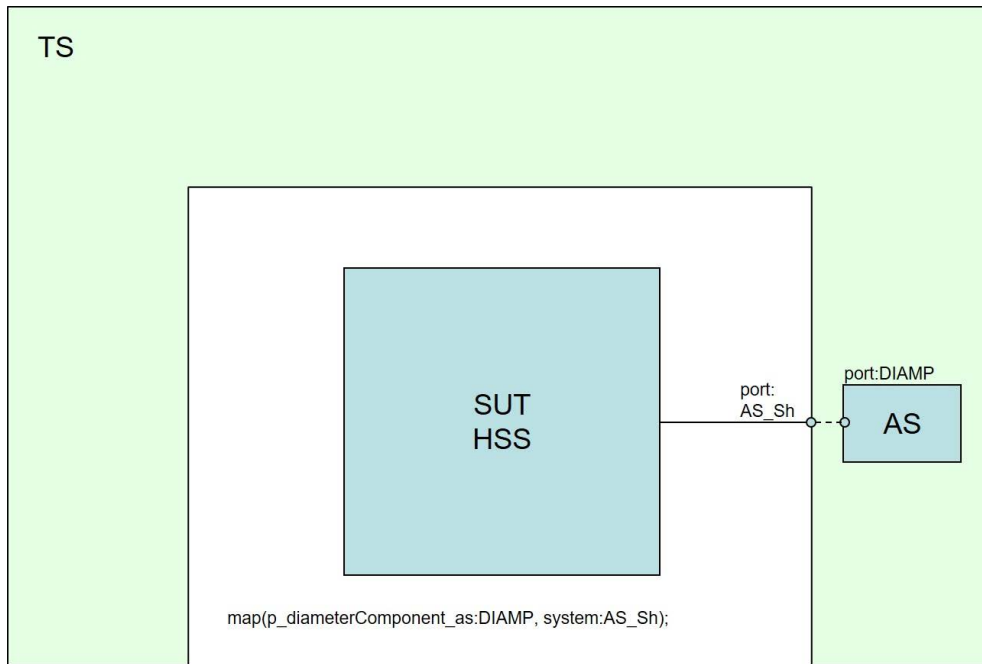 TS
port:DIAMP
port:
AS_Sh
SUT
HSS
AS
map(p_diameterComponent_as:DIAMP, system:AS_Sh);